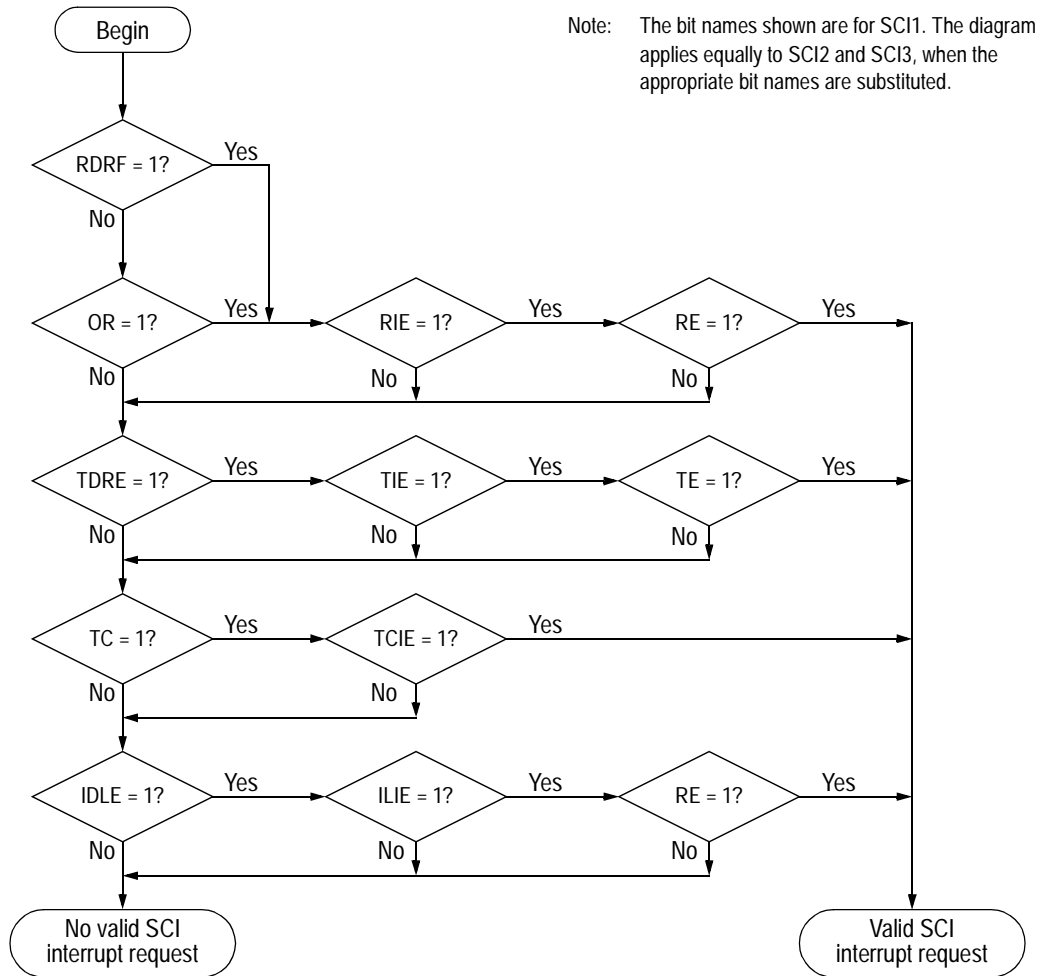 Begin
Note: The bit names shown are for SCI1. The diagram
applies equally to SCI2 and SCI3, when the
appropriate bit names are substituted.
RDRF = 1?
Yes
No
OR = 1?
Yes
RIE = 1?
Yes
RE = 1?
Yes
No
No
No
TDRE = 1?
Yes
TIE = 1?
Yes
TE = 1?
Yes
No
No
No
TC = 1?
Yes
TCIE = 1?
Yes
No
No
IDLE = 1?
Yes
ILIE = 1?
Yes
RE = 1?
Yes
No
No
No
No valid SCI
interrupt request
Valid SCI
interrupt request